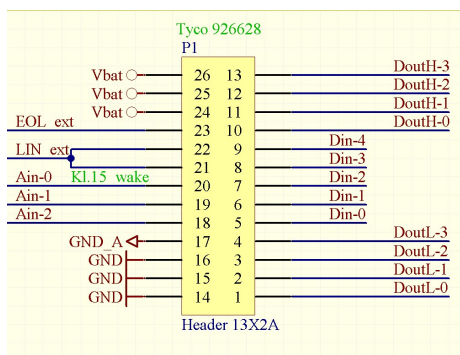 Tyco 926628
P1
Vbat 26 13 DoutH-3
Vbat 25 12 DoutH-2
Vbat 24 11 DoutH-1
EOL_ext 23 10 DoutH-0
LIN_ext 22 9 Din-4
21 8 Din-3
Ain-0 Kl.15_wake 20 7 Din-2
Ain-1 19 6 Din-1
Ain-2 18 5 Din-0
GND_A 17 4 DoutL-3
GND 16 3 DoutL-2
GND 15 2 DoutL-1
GND 14 1 DoutL-0
Header 13X2A